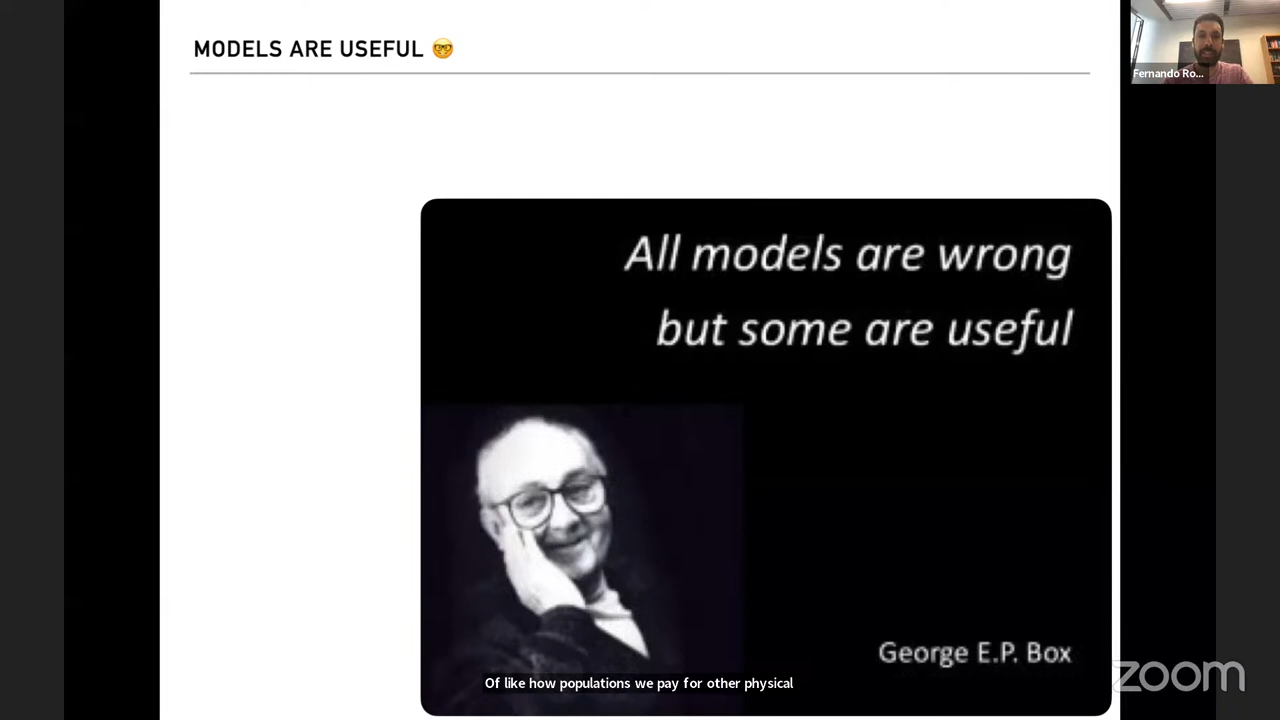 MODELS ARE USEFUL 🤓
Fernando Ro...
All models are wrong
but some are useful
George E.P. Box
Of like how populations we pay for other physical
zoom